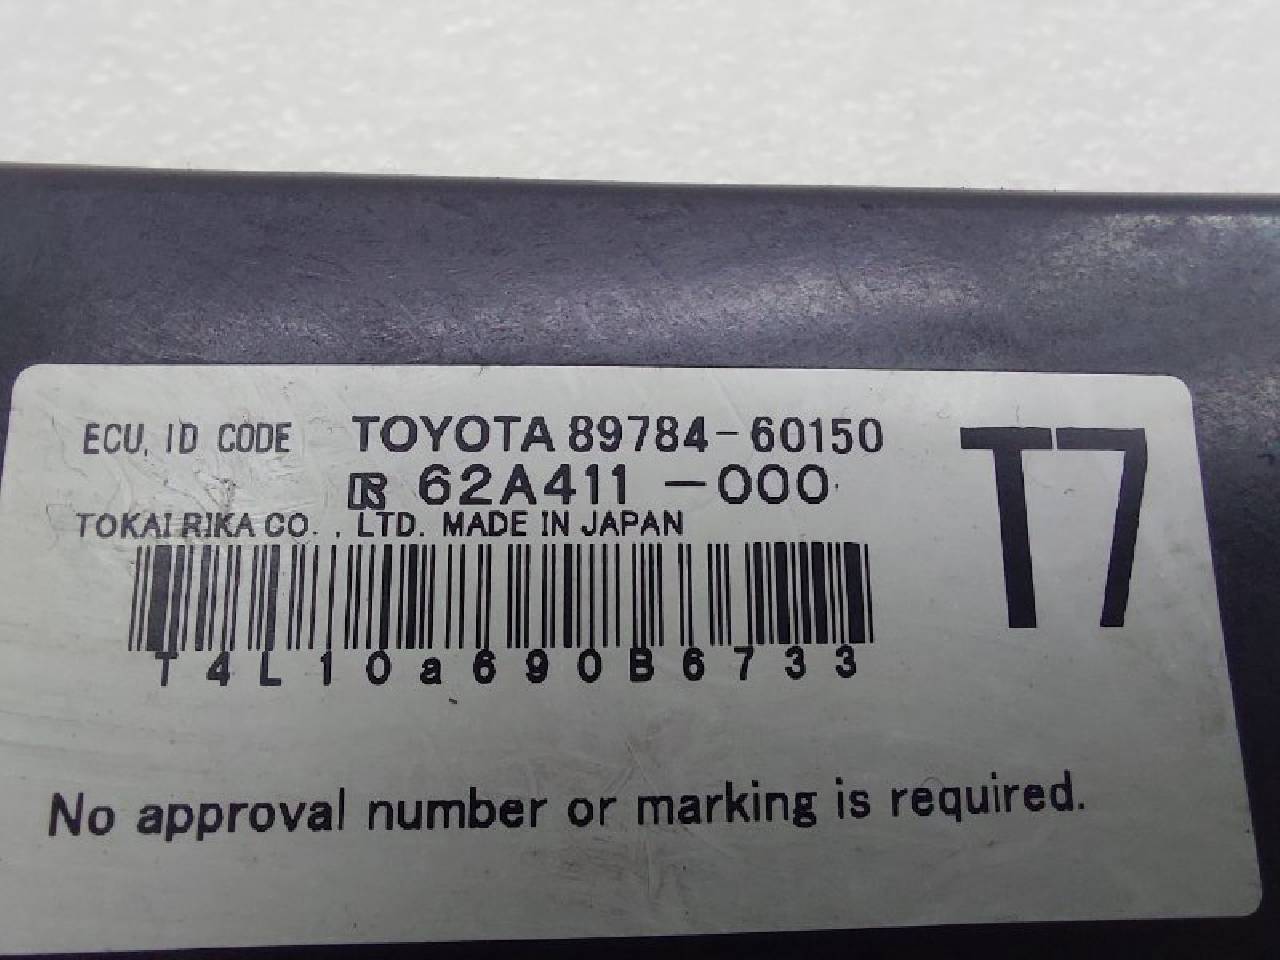 ECU, ID CODE TOYOTA 89784-60150
R 62A411-000
TOKAI RIKA CO., LTD. MADE IN JAPAN
T7
T4L10a690B6733
No approval number or marking is required.